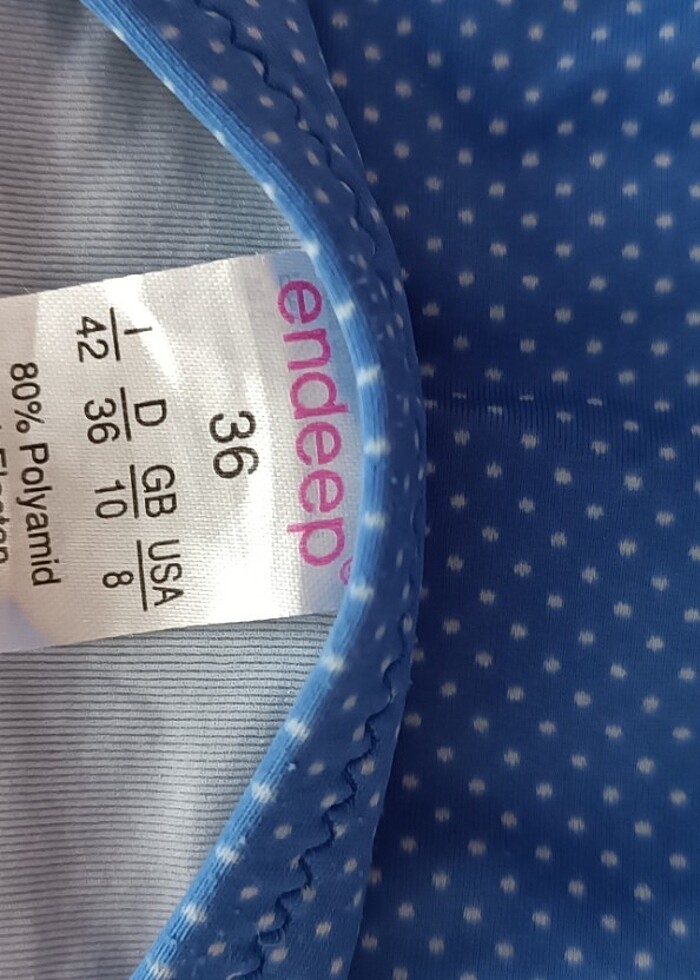 endeep
36
I D GB USA
42 36 10 8
80% Polyamid